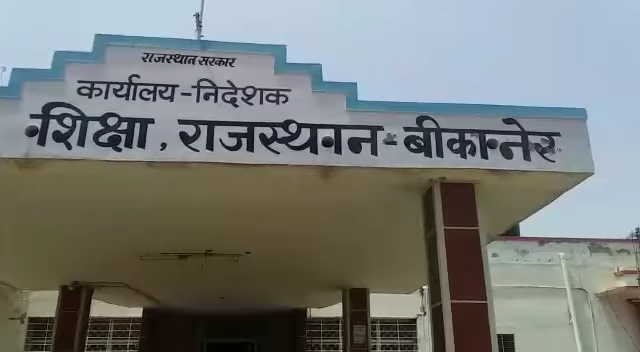 राजस्थान सरकार
कार्यालय -निदेशक
शिक्षा, राजस्थान - बीकानेर